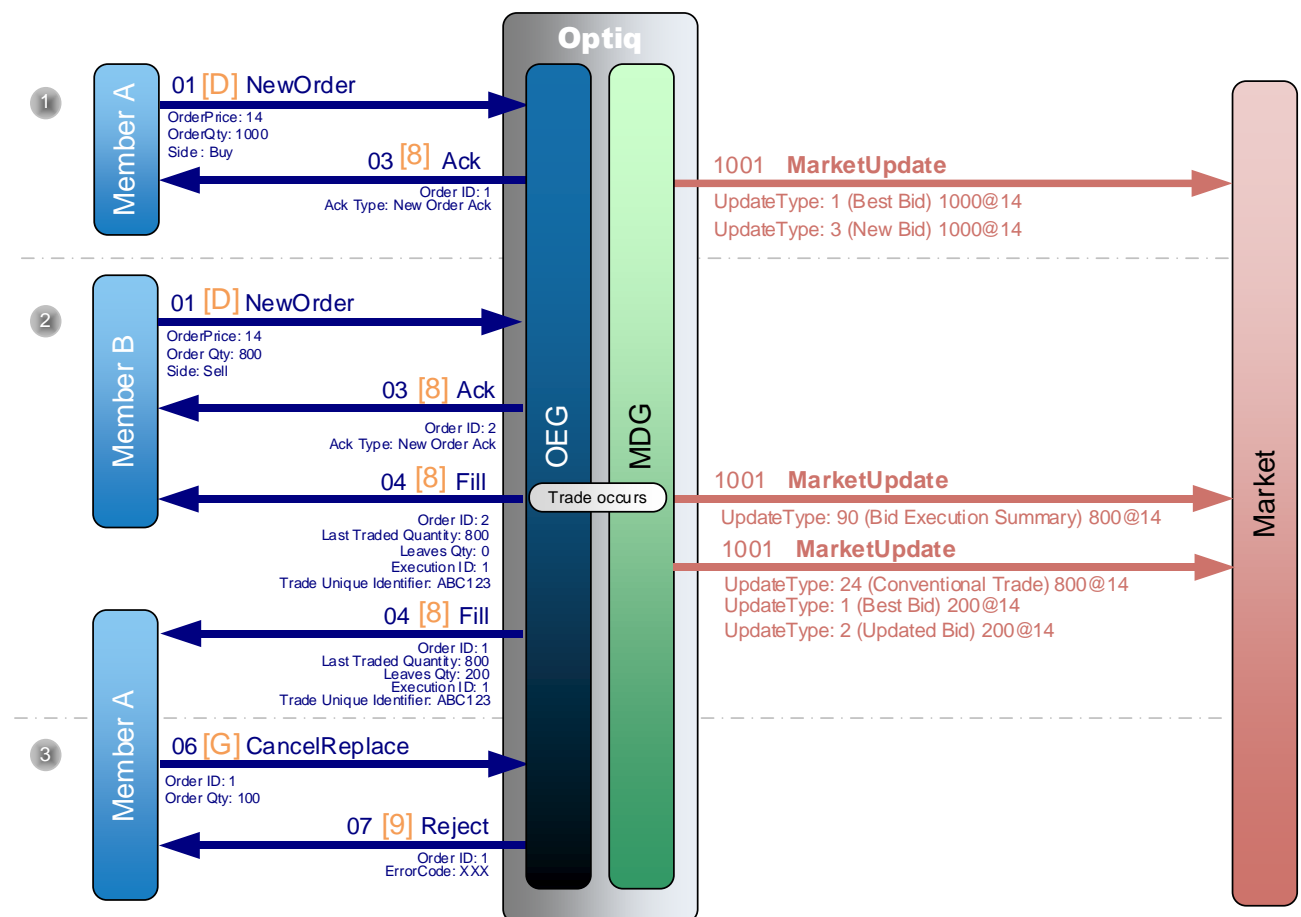 Optiq
1
Member A
01 [D] NewOrder
OrderPrice: 14
OrderQty: 1000
Side : Buy
03 [8] Ack
Order ID: 1
Ack Type: New Order Ack
1001 MarketUpdate
UpdateType: 1 (Best Bid) 1000@14
UpdateType: 3 (New Bid) 1000@14
2
Member B
01 [D] NewOrder
OrderPrice: 14
Order Qty: 800
Side: Sell
03 [8] Ack
Order ID: 2
Ack Type: New Order Ack
OEG
MDG
Market
04 [8] Fill
Trade occurs
Order ID: 2
Last Traded Quantity: 800
Leaves Qty: 0
Execution ID: 1
Trade Unique Identifier: ABC123
1001 MarketUpdate
UpdateType: 90 (Bid Execution Summary) 800@14
1001 MarketUpdate
UpdateType: 24 (Conventional Trade) 800@14
UpdateType: 1 (Best Bid) 200@14
UpdateType: 2 (Updated Bid) 200@14
Member A
04 [8] Fill
Order ID: 1
Last Traded Quantity: 800
Leaves Qty: 200
Execution ID: 1
Trade Unique Identifier: ABC123
3
06 [G] CancelReplace
Order ID: 1
Order Qty: 100
07 [9] Reject
Order ID: 1
ErrorCode: XXX